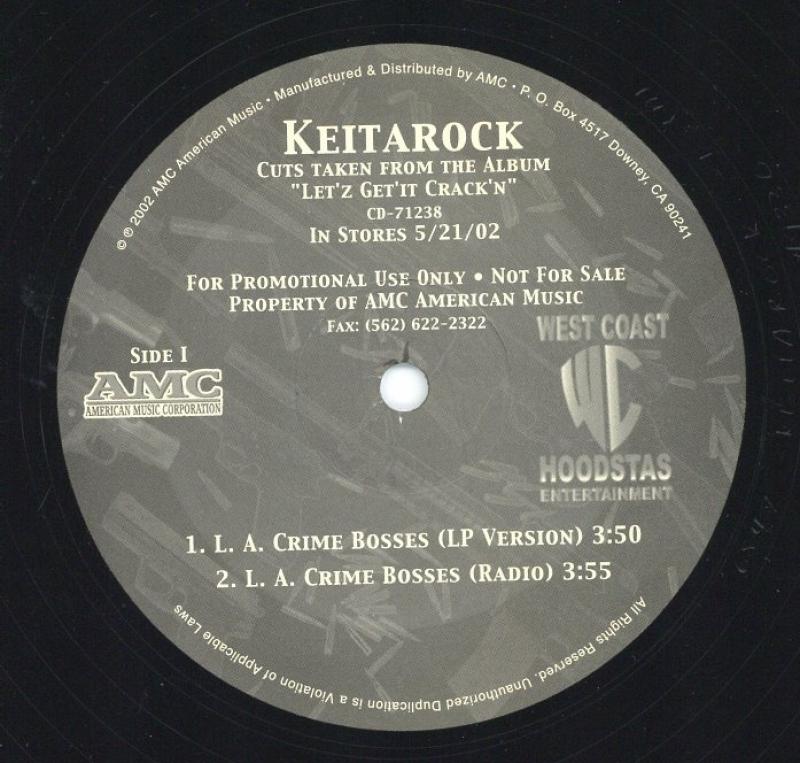 © ℗ 2002 AMC American Music • Manufactured & Distributed by AMC • P. O. Box 4517 Downey, CA 90241
KEITAROCK
CUTS TAKEN FROM THE ALBUM
"LET'Z GET'IT CRACK'N"
CD-71238
IN STORES 5/21/02
FOR PROMOTIONAL USE ONLY • NOT FOR SALE
PROPERTY OF AMC AMERICAN MUSIC
FAX: (562) 622-2322
SIDE I
AMC
AMERICAN MUSIC CORPORATION
WEST COAST
WC
HOODSTAS
ENTERTAINMENT
1. L. A. CRIME BOSSES (LP VERSION) 3:50
2. L. A. CRIME BOSSES (RADIO) 3:55
All Rights Reserved. Unauthorized Duplication is a Violation of Applicable Laws